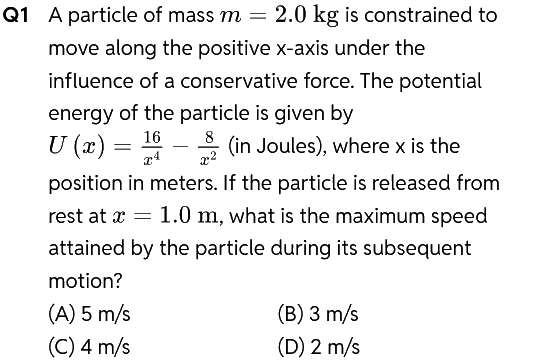 Q1 A particle of mass m = 2.0 kg is constrained to
move along the positive x-axis under the
influence of a conservative force. The potential
energy of the particle is given by
U (x) = 16/x⁴ − 8/x² (in Joules), where x is the
position in meters. If the particle is released from
rest at x = 1.0 m, what is the maximum speed
attained by the particle during its subsequent
motion?
(A) 5 m/s (B) 3 m/s
(C) 4 m/s (D) 2 m/s